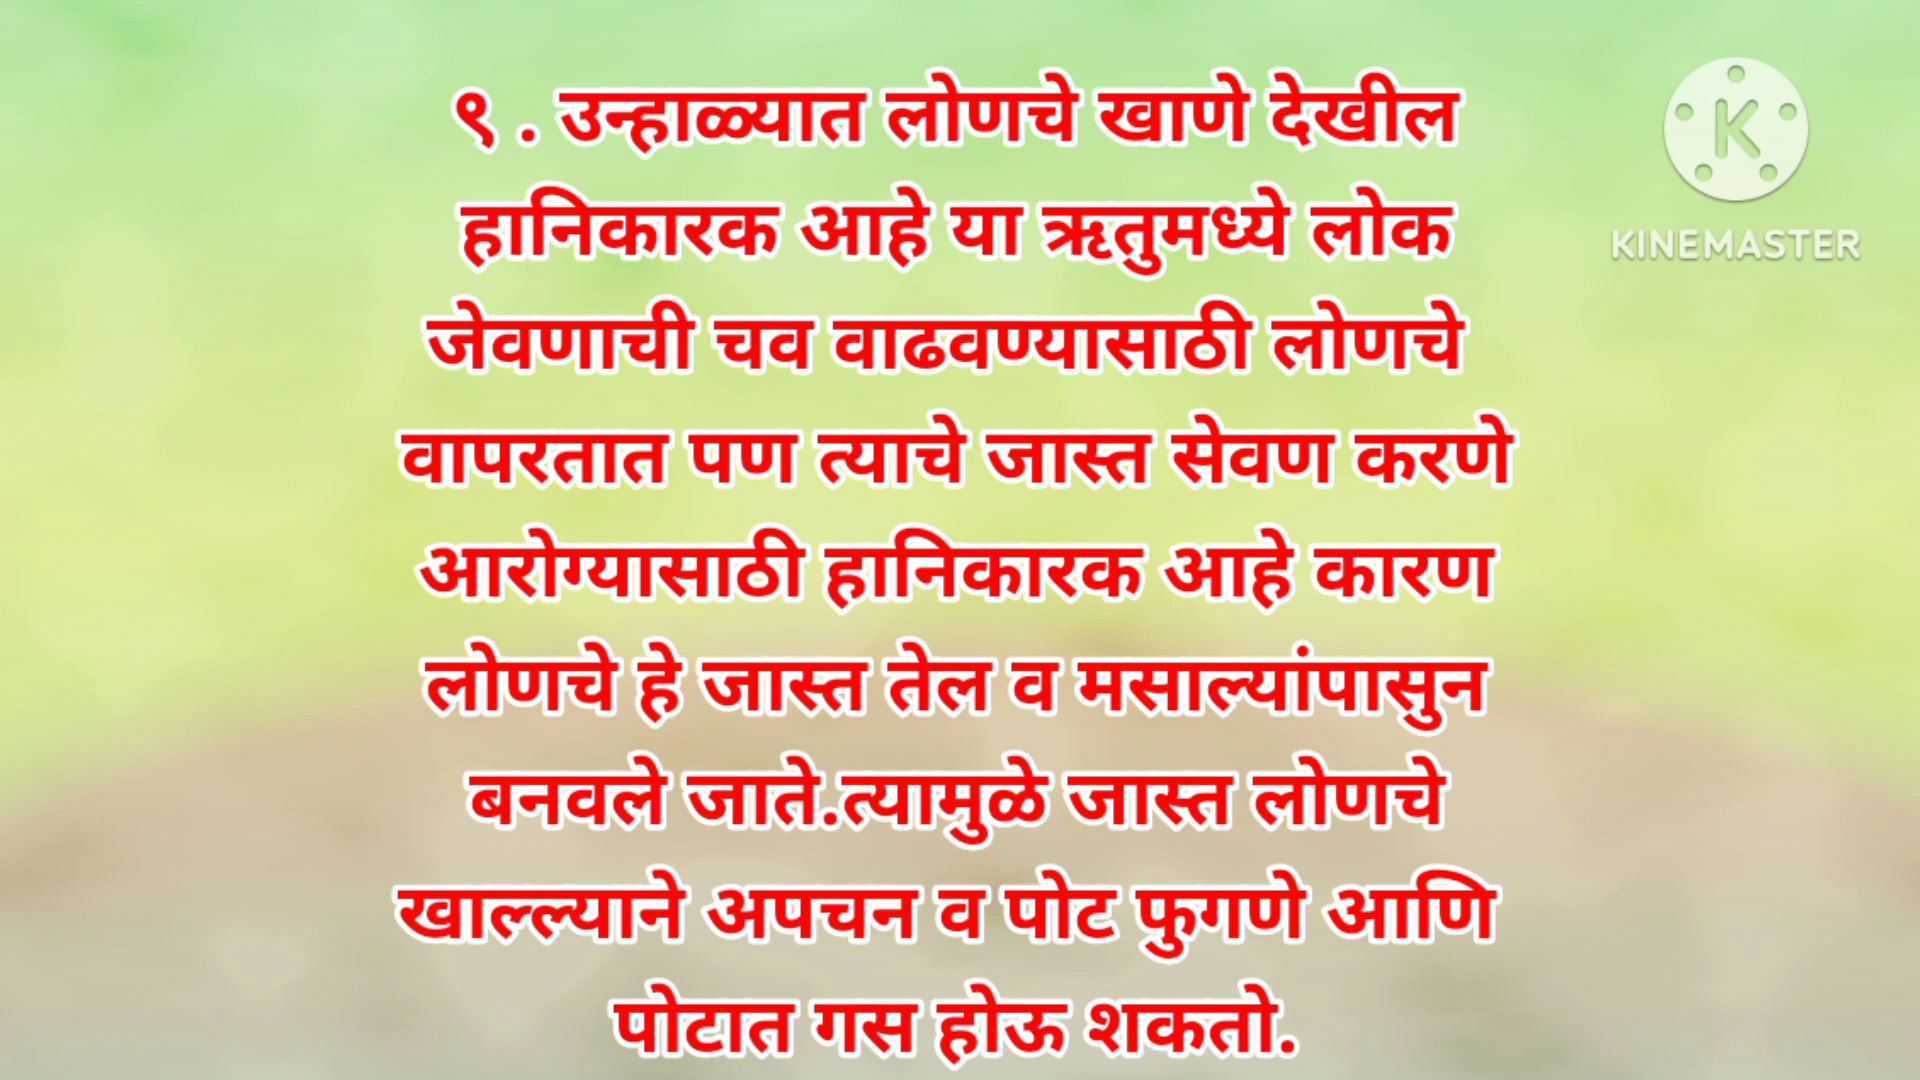 ९ . उन्हाळ्यात लोणचे खाणे देखील
हानिकारक आहे या ऋतुमध्ये लोक
जेवणाची चव वाढवण्यासाठी लोणचे
वापरतात पण त्याचे जास्त सेवण करणे
आरोग्यासाठी हानिकारक आहे कारण
लोणचे हे जास्त तेल व मसाल्यांपासुन
बनवले जाते.त्यामुळे जास्त लोणचे
खाल्ल्याने अपचन व पोट फुगणे आणि
पोटात गस होऊ शकतो.
K
KINEMASTER